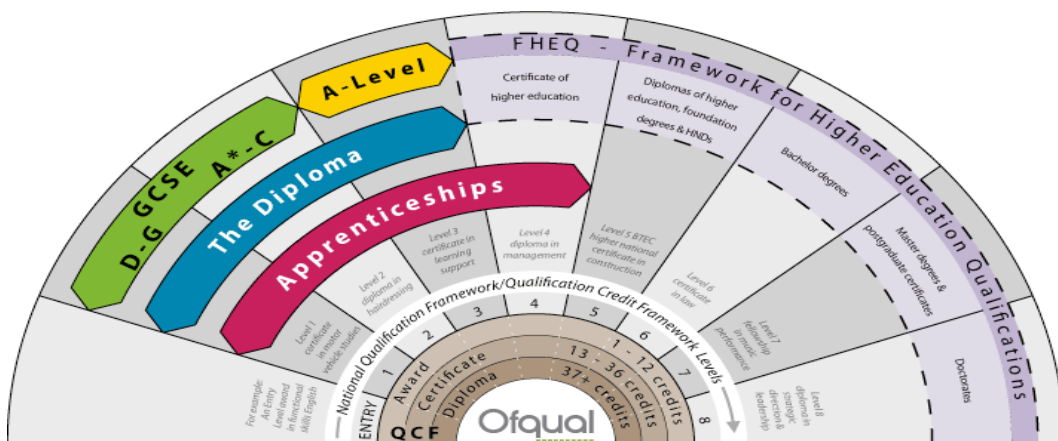 FHEQ - Framework for Higher Education Qualifications
A-Level
GCSE
D-G A*-C
The Diploma
Apprenticeships
Certificate of
higher education
Diplomas of higher
education, foundation
degrees & HNDs
Bachelor degrees
Master degrees &
postgraduate certificates
Doctorates
For example:
An Entry
Level award
in functional
skills English
Level 1
certificate
in motor
vehicle studies
Level 2
diploma in
hairdressing
Level 3
certificate in
learning
support
Level 4
diploma in
management
Level 5 BTEC
higher national
certificate in
construction
Level 6
certificate
in law
Level 7
fellowship
in music
performance
Level 8
diploma in
strategic
direction &
leadership
National Qualification Framework/Qualification Credit Framework Levels
ENTRY
1
2
3
4
5
6
7
8
Award
1 - 12 credits
Certificate
13 - 36 credits
Diploma
37+ credits
QCF
Ofqual